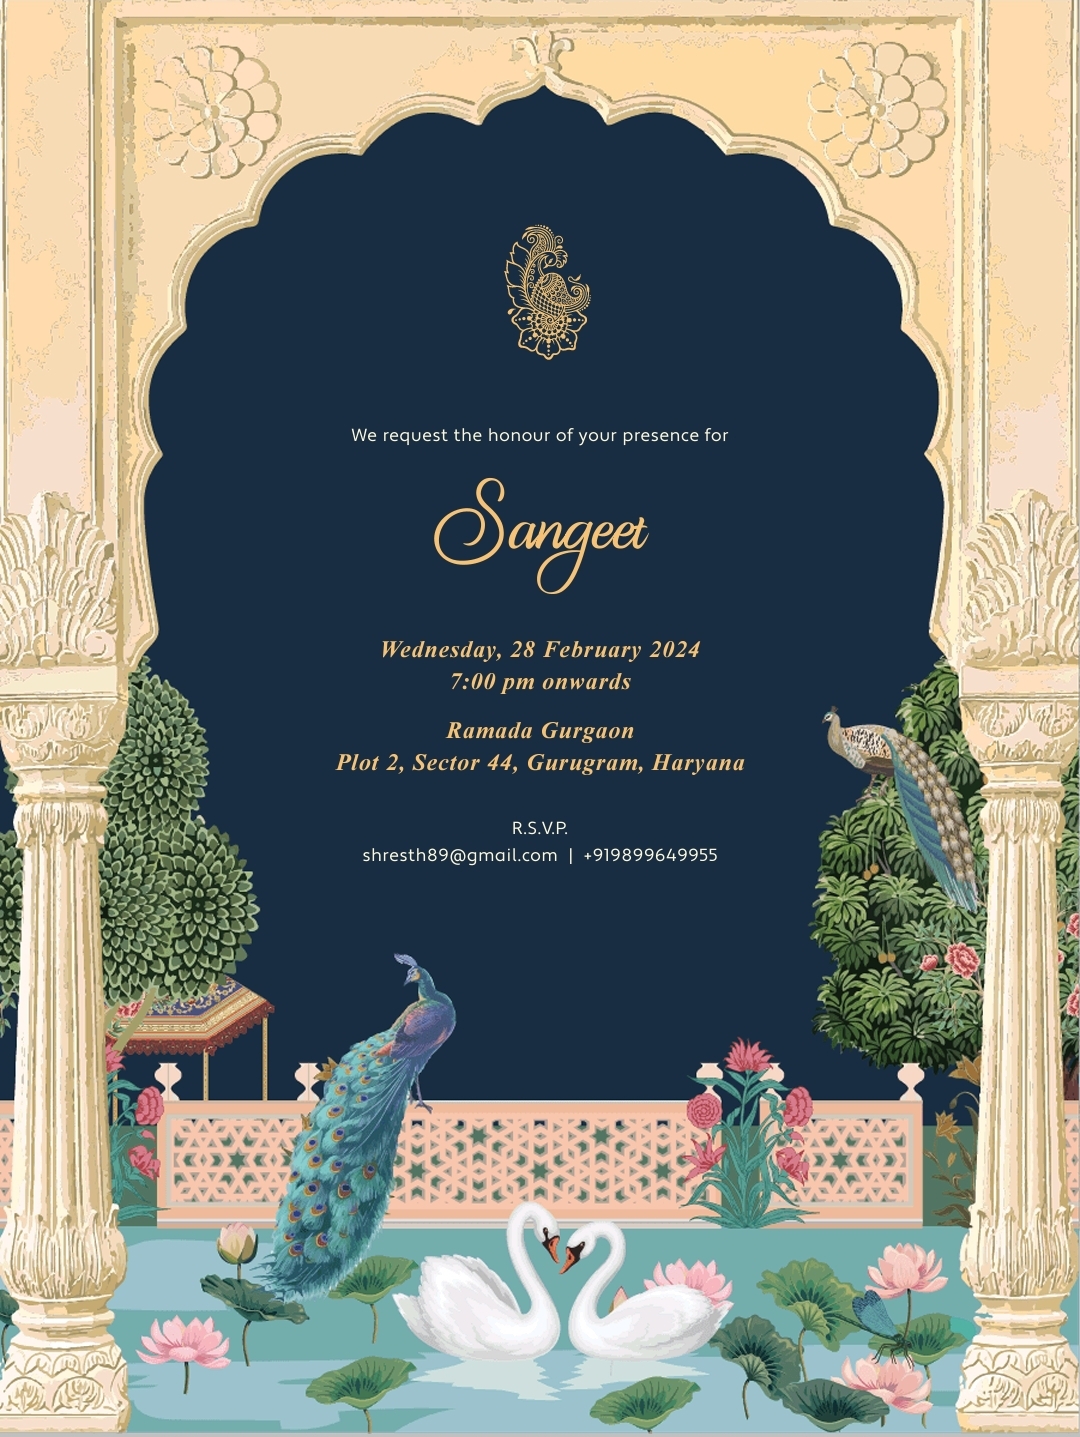 We request the honour of your presence for
Sangeet
Wednesday, 28 February 2024
7:00 pm onwards
Ramada Gurgaon
Plot 2, Sector 44, Gurugram, Haryana
R.S.V.P.
shresth89@gmail.com | +919899649955